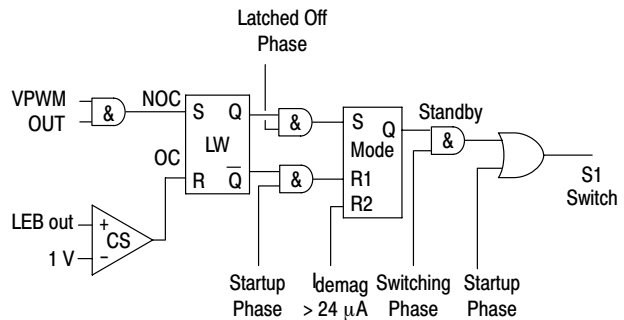 Latched Off
Phase
VPWM
OUT
&
NOC
S
Q
LW
OC
R
Q
&
&
S
Q
Mode
R1
R2
Standby
&
S1
Switch
LEB out
+
CS
1 V
−
Startup
Phase
Idemag
> 24 μA
Switching
Phase
Startup
Phase